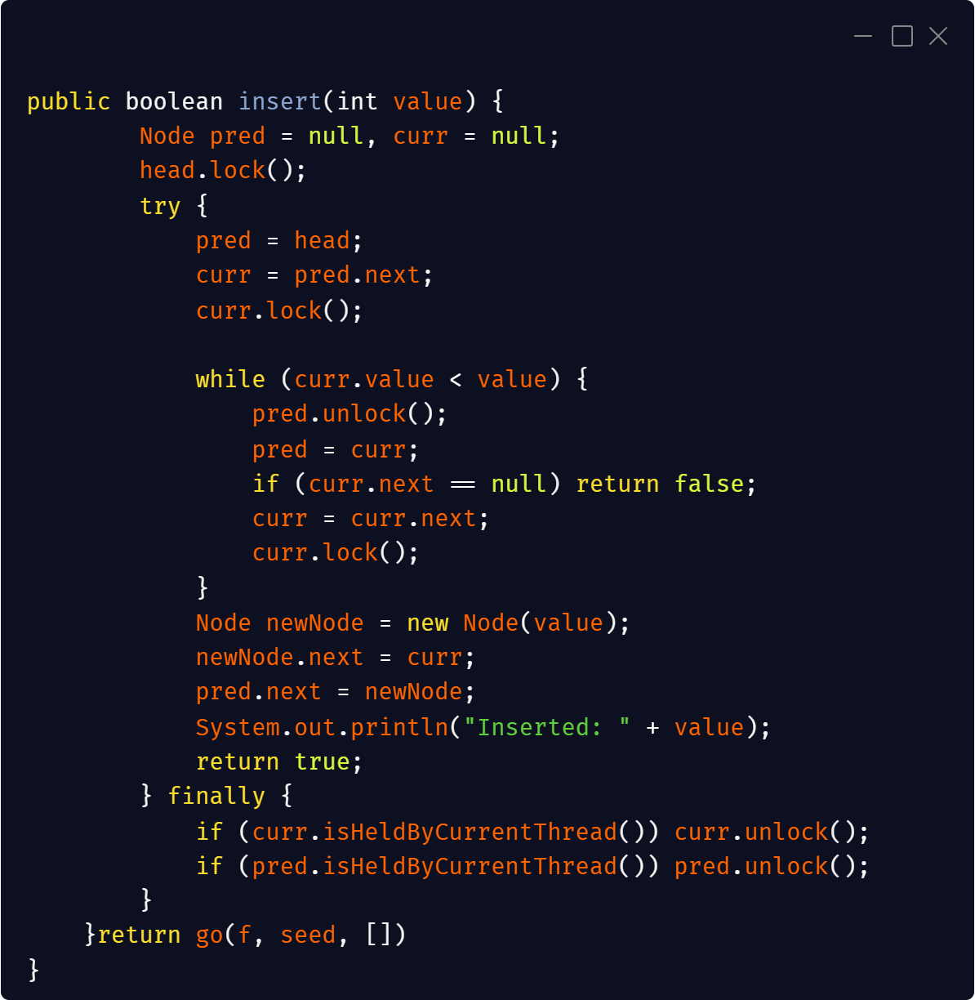 public boolean insert(int value) {
        Node pred = null, curr = null;
        head.lock();
        try {
            pred = head;
            curr = pred.next;
            curr.lock();

            while (curr.value < value) {
                pred.unlock();
                pred = curr;
                if (curr.next == null) return false;
                curr = curr.next;
                curr.lock();
            }
            Node newNode = new Node(value);
            newNode.next = curr;
            pred.next = newNode;
            System.out.println("Inserted: " + value);
            return true;
        } finally {
            if (curr.isHeldByCurrentThread()) curr.unlock();
            if (pred.isHeldByCurrentThread()) pred.unlock();
        }
    }return go(f, seed, [])
}